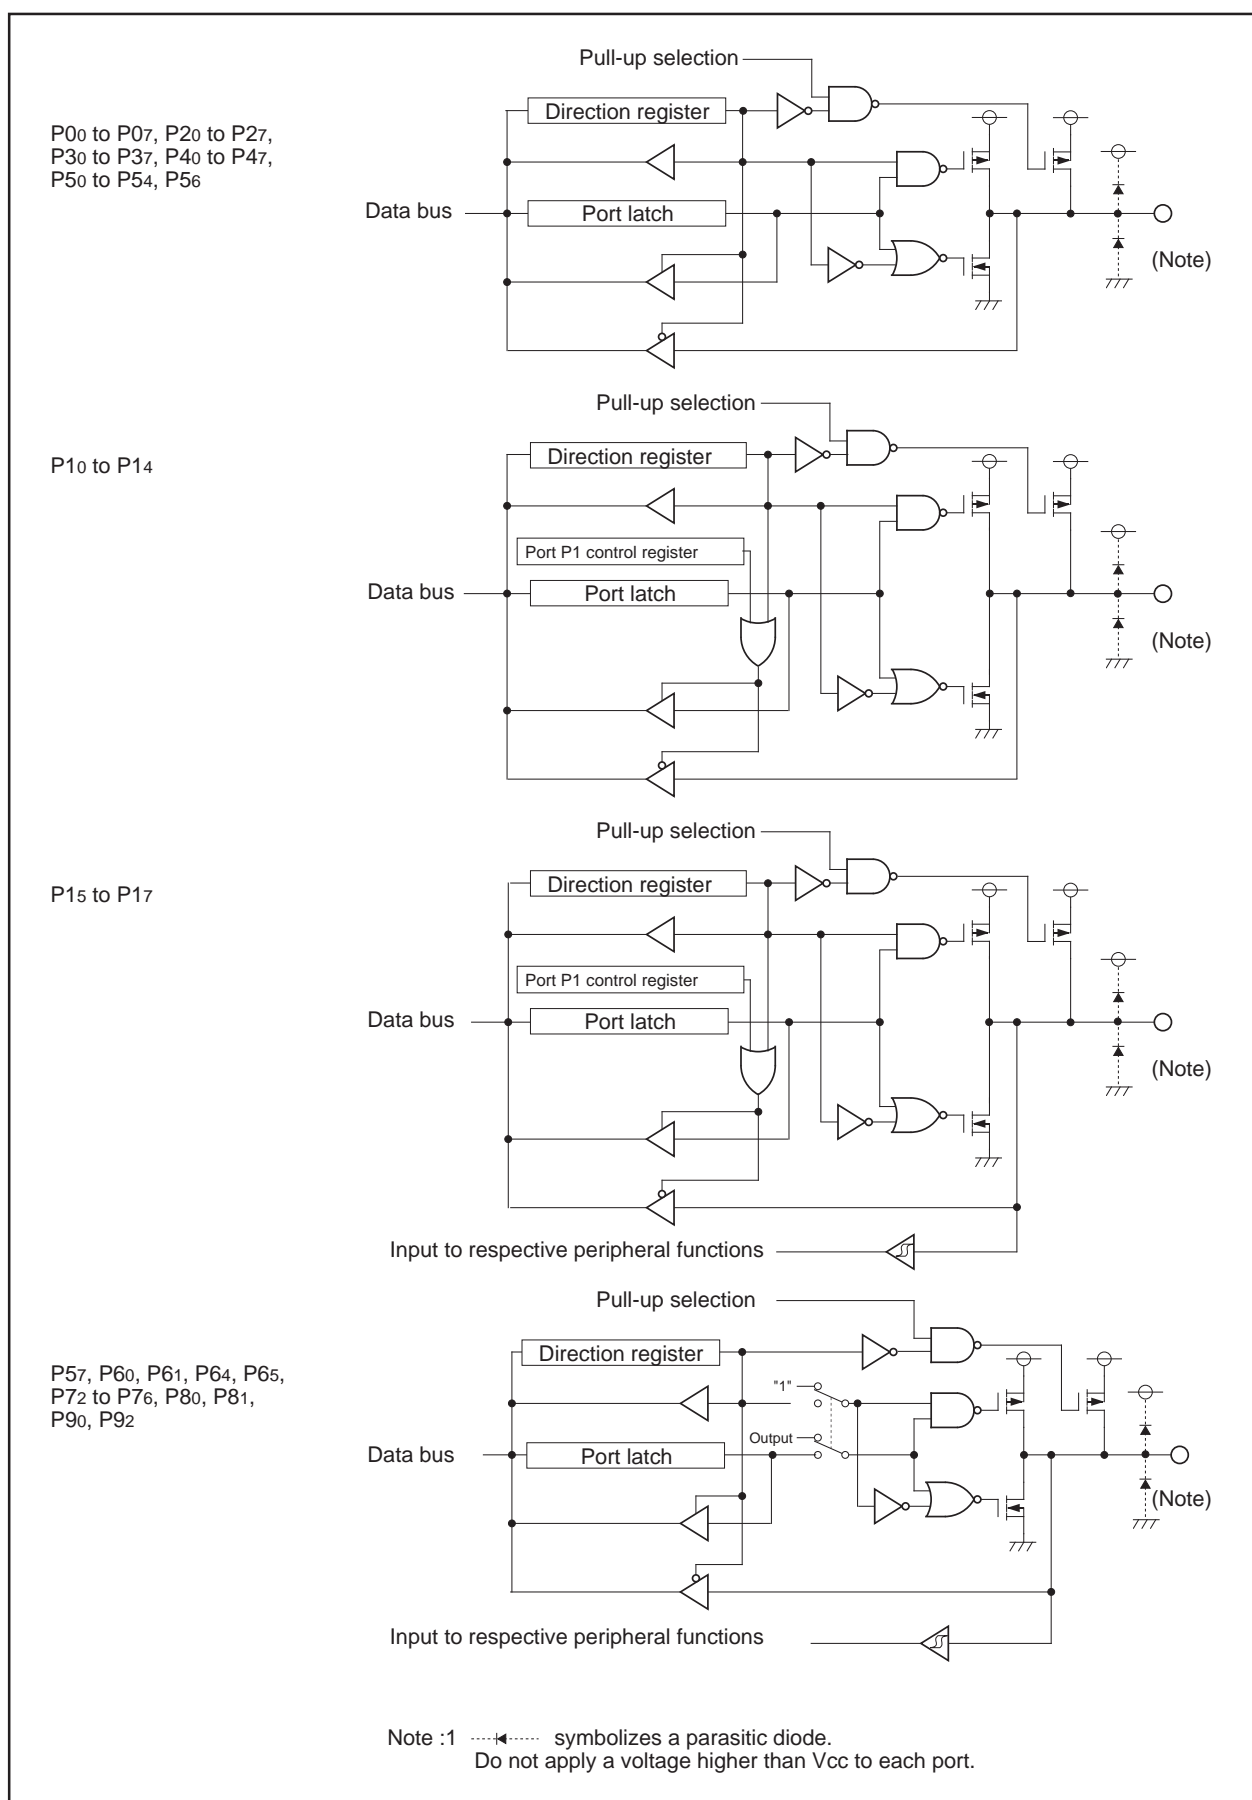 Pull-up selection
Direction register
P00 to P07, P20 to P27,
P30 to P37, P40 to P47,
P50 to P54, P56
Data bus
Port latch
(Note)
Pull-up selection
Direction register
P10 to P14
Port P1 control register
Data bus
Port latch
(Note)
Pull-up selection
Direction register
P15 to P17
Port P1 control register
Data bus
Port latch
(Note)
Input to respective peripheral functions
Pull-up selection
Direction register
P57, P60, P61, P64, P65,
P72 to P76, P80, P81,
P90, P92
"1"
Output
Data bus
Port latch
(Note)
Input to respective peripheral functions
Note :1 symbolizes a parasitic diode.
Do not apply a voltage higher than Vcc to each port.